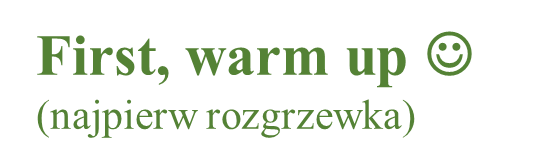 First, warm up ☺
(najpierw rozgrzewka)